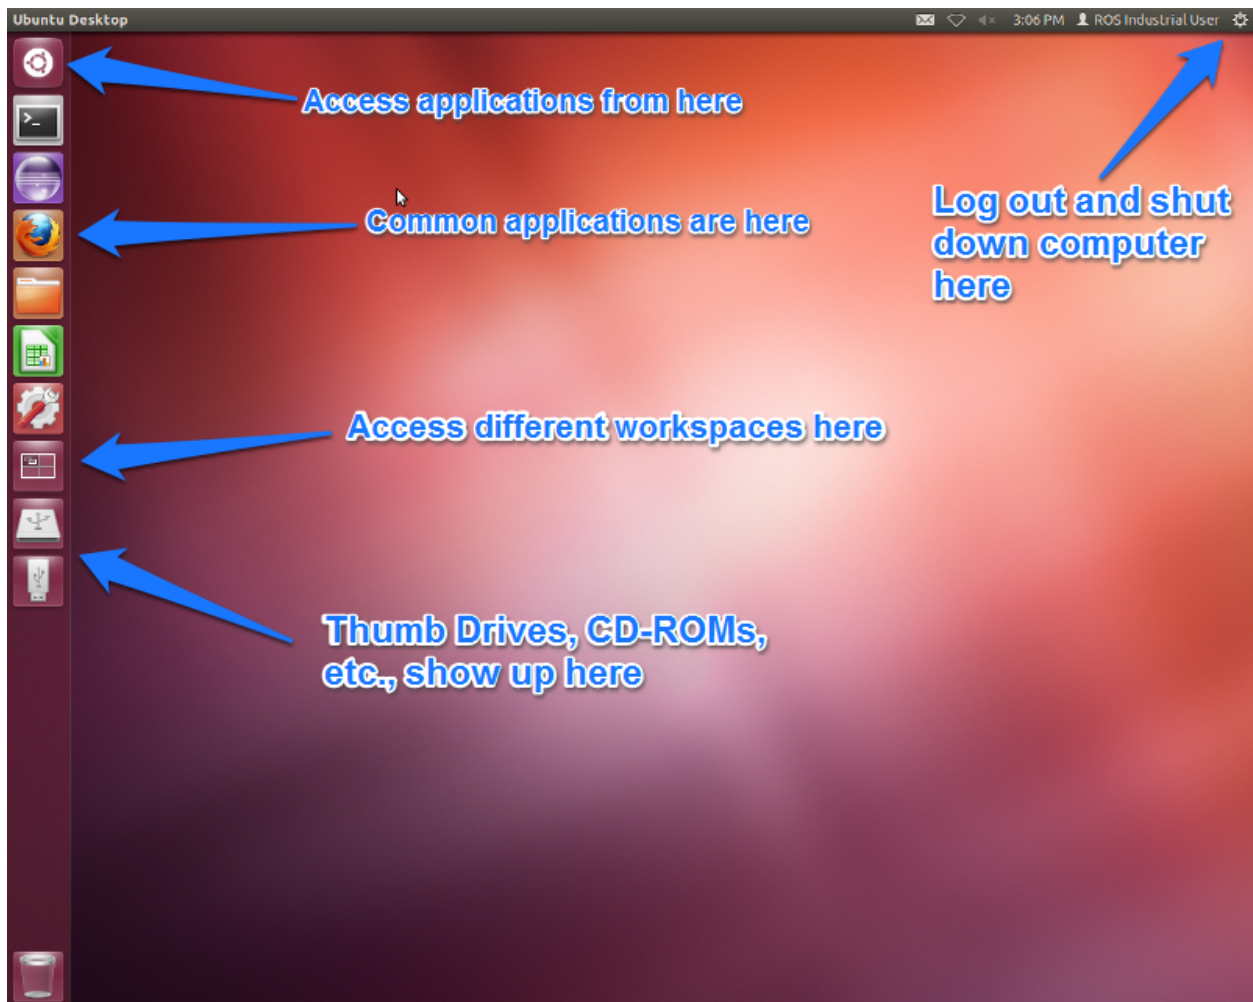 Ubuntu Desktop
3:06 PM ROS Industrial User
Access applications from here
Common applications are here
Log out and shut
down computer
here
Access different workspaces here
Thumb Drives, CD-ROMs,
etc., show up here